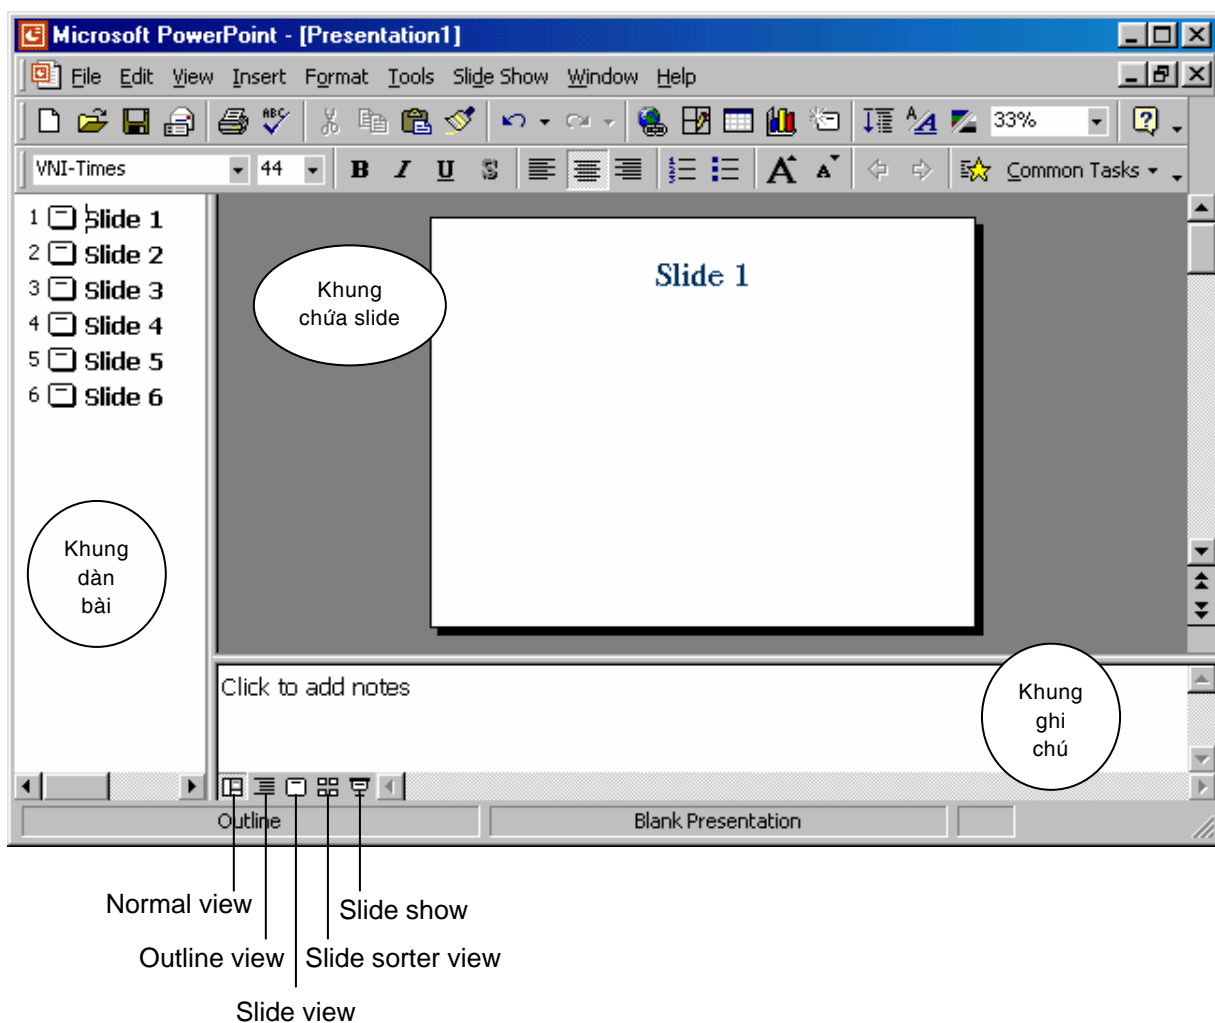 Microsoft PowerPoint - [Presentation1]
File Edit View Insert Format Tools Slide Show Window Help
ABC
33%
VNI-Times 44 B I U S A A Common Tasks
1 Slide 1
2 Slide 2
3 Slide 3
4 Slide 4
5 Slide 5
6 Slide 6
Khung
dàn
bài
Khung
chứa slide
Slide 1
Click to add notes
Khung
ghi
chú
Outline Blank Presentation
Normal view
Slide show
Outline view
Slide sorter view
Slide view